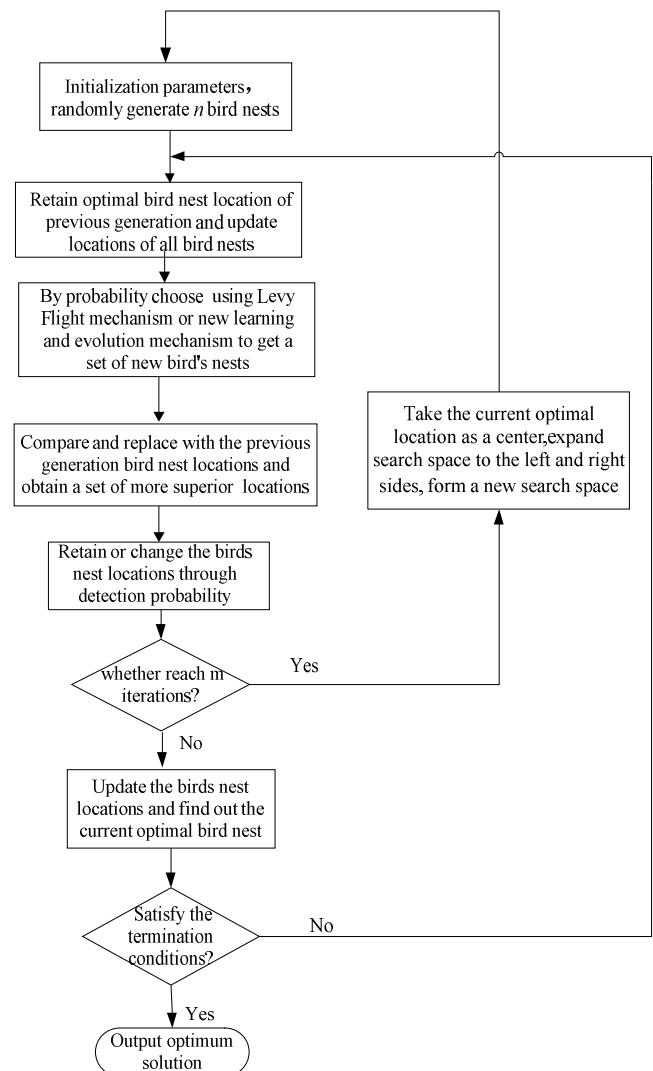 Initialization parameters，
randomly generate n bird nests
Retain optimal bird nest location of
previous generation and update
locations of all bird nests
By probability choose using Levy
Flight mechanism or new learning
and evolution mechanism to get a
set of new bird's nests
Compare and replace with the previous
generation bird nest locations and
obtain a set of more superior locations
Take the current optimal
location as a center,expand
search space to the left and right
sides, form a new search space
Retain or change the birds
nest locations through
detection probability
whether reach m
iterations?
Yes
No
Update the birds nest
locations and find out the
current optimal bird nest
Satisfy the
termination
conditions?
No
Yes
Output optimum
solution